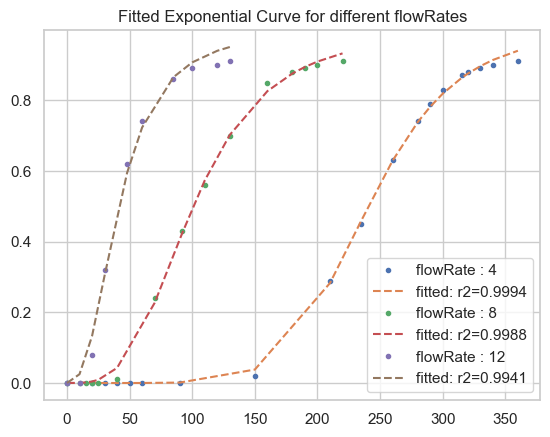 Fitted Exponential Curve for different flowRates
0.8
0.6
0.4
0.2
0.0
0 50 100 150 200 250 300 350
flowRate : 4
fitted: r2=0.9994
flowRate : 8
fitted: r2=0.9988
flowRate : 12
fitted: r2=0.9941